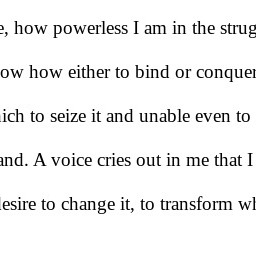 , how powerless I am in the strug
ow how either to bind or conquer
ich to seize it and unable even to
and. A voice cries out in me that I
esire to change it, to transform wh